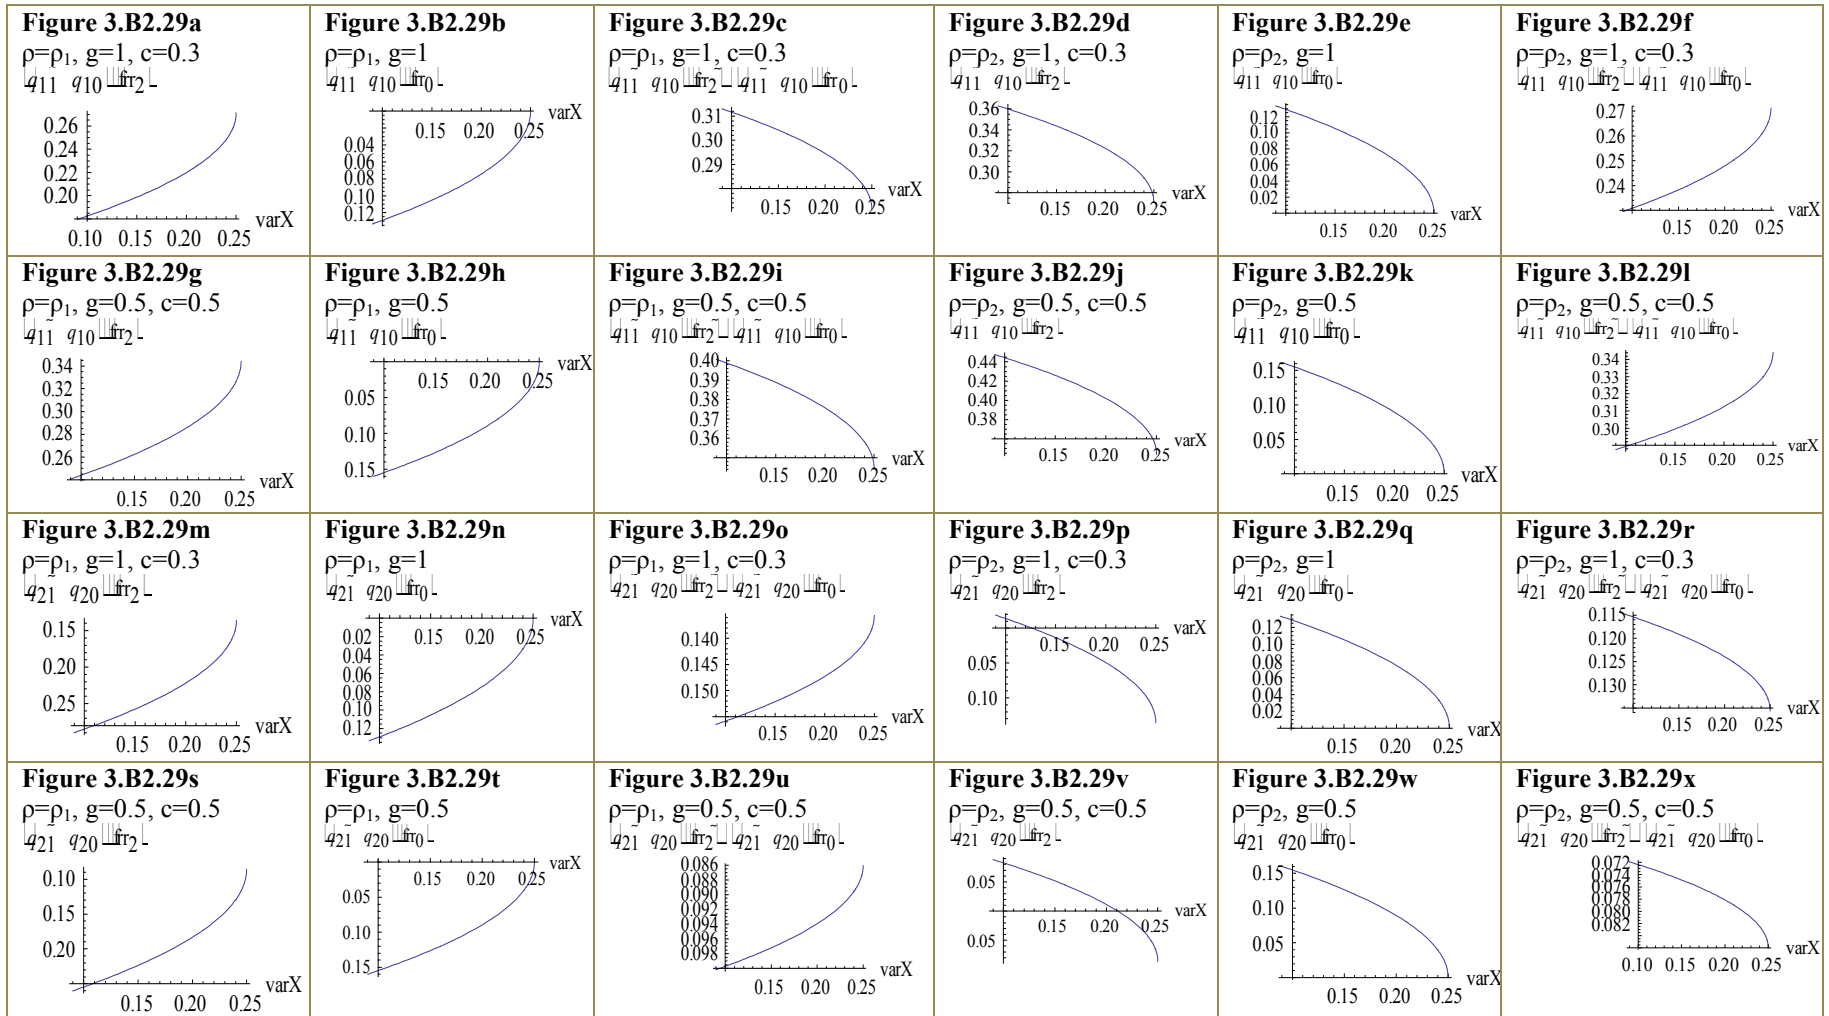 Figure 3.B2.29a
ρ=ρ₁, g=1, c=0.3
0.26
0.24
0.22
0.20
varX
0.10 0.15 0.20 0.25
Figure 3.B2.29b
ρ=ρ₁, g=1
varX
0.15 0.20 0.25
0.04
0.06
0.08
0.10
0.12
Figure 3.B2.29c
ρ=ρ₁, g=1, c=0.3
0.31
0.30
0.29
varX
0.15 0.20 0.25
Figure 3.B2.29d
ρ=ρ₂, g=1, c=0.3
0.36
0.34
0.32
0.30
varX
0.15 0.20 0.25
Figure 3.B2.29e
ρ=ρ₂, g=1
0.12
0.10
0.08
0.06
0.04
0.02
varX
0.15 0.20 0.25
Figure 3.B2.29f
ρ=ρ₂, g=1, c=0.3
0.27
0.26
0.25
0.24
varX
0.15 0.20 0.25
Figure 3.B2.29g
ρ=ρ₁, g=0.5, c=0.5
0.34
0.32
0.30
0.28
0.26
varX
0.15 0.20 0.25
Figure 3.B2.29h
ρ=ρ₁, g=0.5
varX
0.15 0.20 0.25
0.05
0.10
0.15
Figure 3.B2.29i
ρ=ρ₁, g=0.5, c=0.5
0.40
0.39
0.38
0.37
0.36
varX
0.15 0.20 0.25
Figure 3.B2.29j
ρ=ρ₂, g=0.5, c=0.5
0.44
0.42
0.40
0.38
varX
0.15 0.20 0.25
Figure 3.B2.29k
ρ=ρ₂, g=0.5
0.15
0.10
0.05
varX
0.15 0.20 0.25
Figure 3.B2.29l
ρ=ρ₂, g=0.5, c=0.5
0.34
0.33
0.32
0.31
0.30
varX
0.15 0.20 0.25
Figure 3.B2.29m
ρ=ρ₁, g=1, c=0.3
0.15
0.20
0.25
varX
0.15 0.20 0.25
Figure 3.B2.29n
ρ=ρ₁, g=1
varX
0.15 0.20 0.25
0.02
0.04
0.06
0.08
0.10
0.12
Figure 3.B2.29o
ρ=ρ₁, g=1, c=0.3
0.140
0.145
0.150
varX
0.15 0.20 0.25
Figure 3.B2.29p
ρ=ρ₂, g=1, c=0.3
varX
0.15 0.20 0.25
0.05
0.10
Figure 3.B2.29q
ρ=ρ₂, g=1
0.12
0.10
0.08
0.06
0.04
0.02
varX
0.15 0.20 0.25
Figure 3.B2.29r
ρ=ρ₂, g=1, c=0.3
0.115
0.120
0.125
0.130
varX
0.15 0.20 0.25
Figure 3.B2.29s
ρ=ρ₁, g=0.5, c=0.5
0.10
0.15
0.20
varX
0.15 0.20 0.25
Figure 3.B2.29t
ρ=ρ₁, g=0.5
varX
0.15 0.20 0.25
0.05
0.10
0.15
Figure 3.B2.29u
ρ=ρ₁, g=0.5, c=0.5
0.086
0.088
0.090
0.092
0.094
0.096
0.098
varX
0.15 0.20 0.25
Figure 3.B2.29v
ρ=ρ₂, g=0.5, c=0.5
0.05
varX
0.15 0.20 0.25
0.05
Figure 3.B2.29w
ρ=ρ₂, g=0.5
0.15
0.10
0.05
varX
0.15 0.20 0.25
Figure 3.B2.29x
ρ=ρ₂, g=0.5, c=0.5
0.072
0.074
0.076
0.080
0.082
varX
0.10 0.15 0.20 0.25